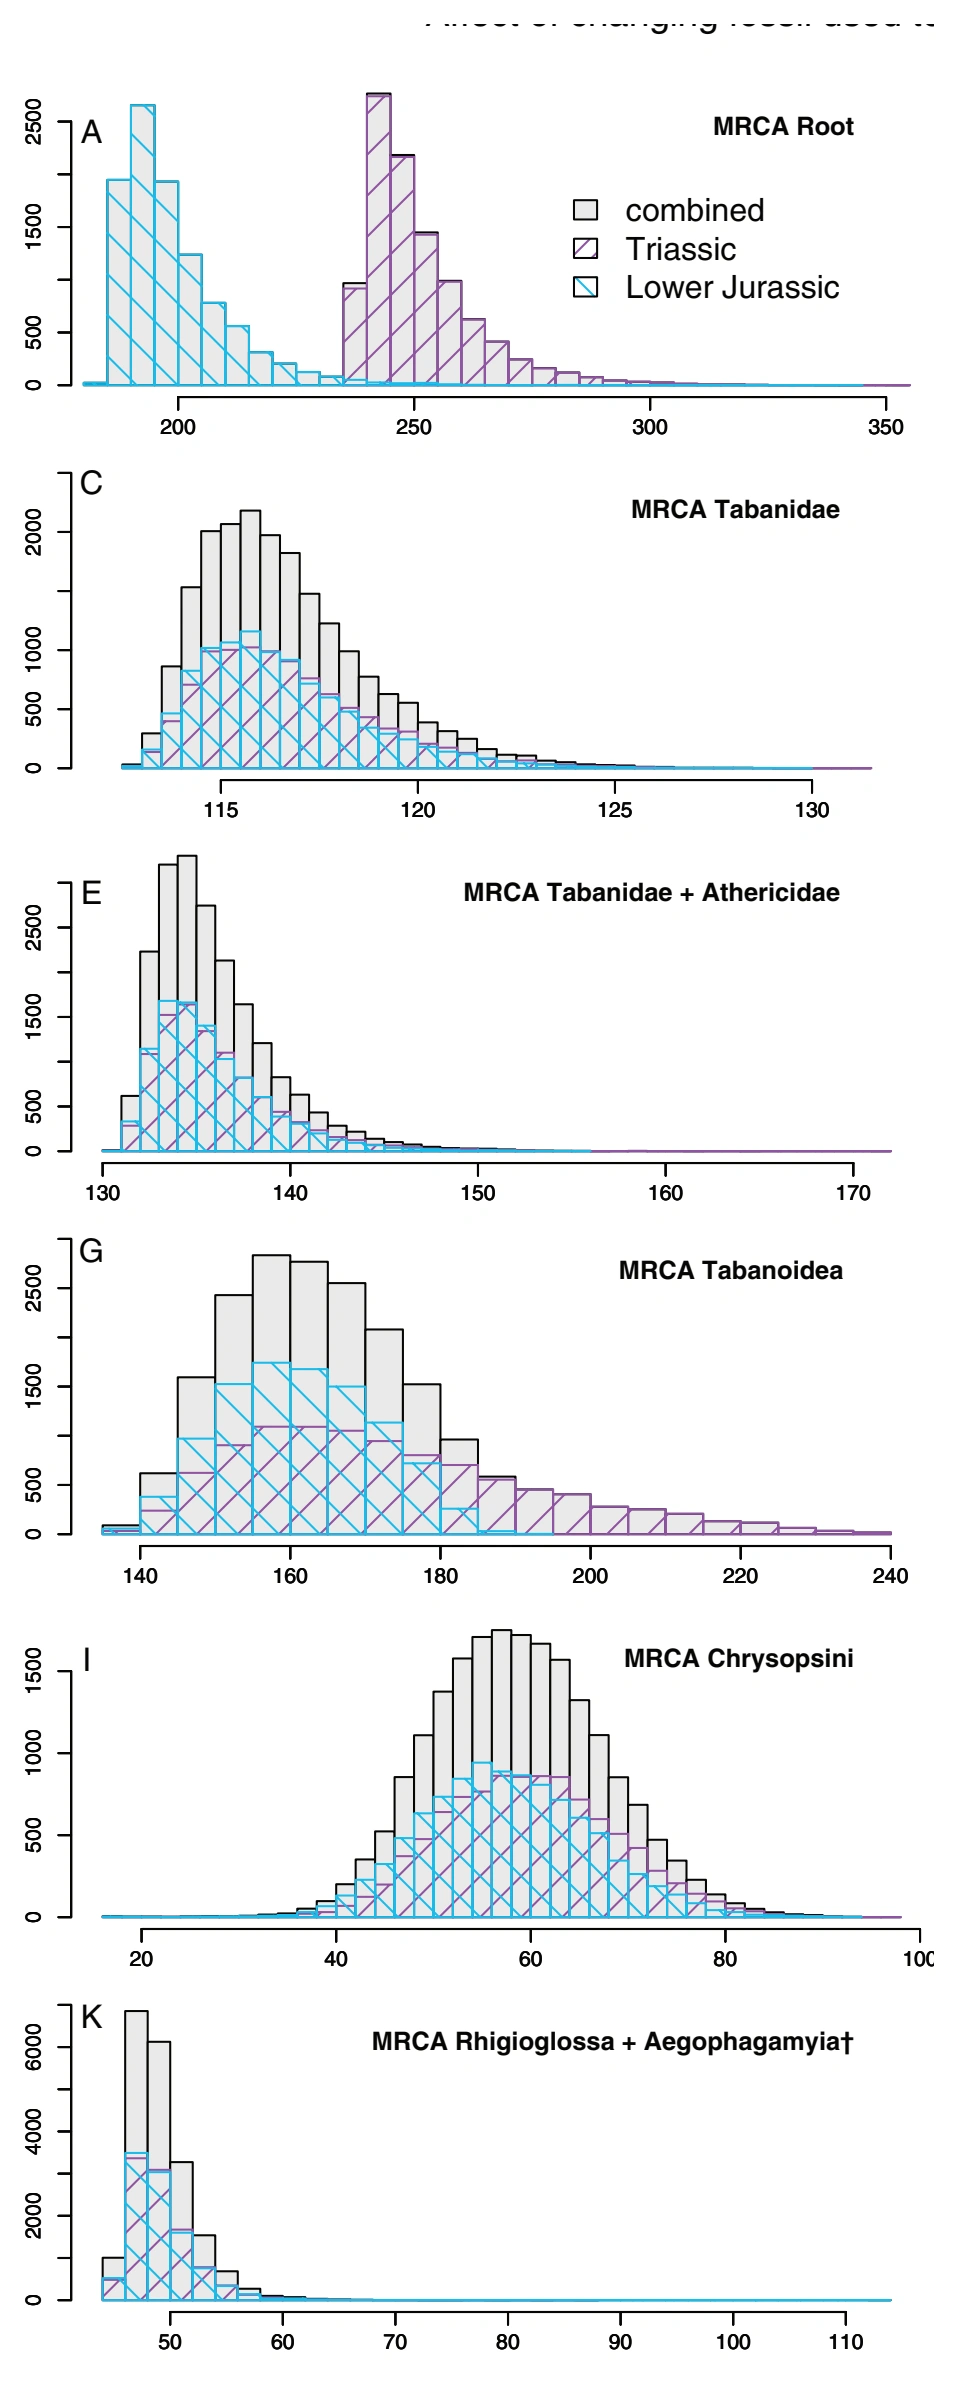 A
MRCA Root
2500
1500
500
0
combined
Triassic
Lower Jurassic
200 250 300 350
C
MRCA Tabanidae
2000
1000
500
0
115 120 125 130
E
MRCA Tabanidae + Athericidae
2500
1500
500
0
130 140 150 160 170
G
MRCA Tabanoidea
2500
1500
500
0
140 160 180 200 220 240
I
MRCA Chrysopsini
1500
1000
500
0
20 40 60 80 100
K
MRCA Rhigioglossa + Aegophagamyia†
6000
4000
2000
0
50 60 70 80 90 100 110